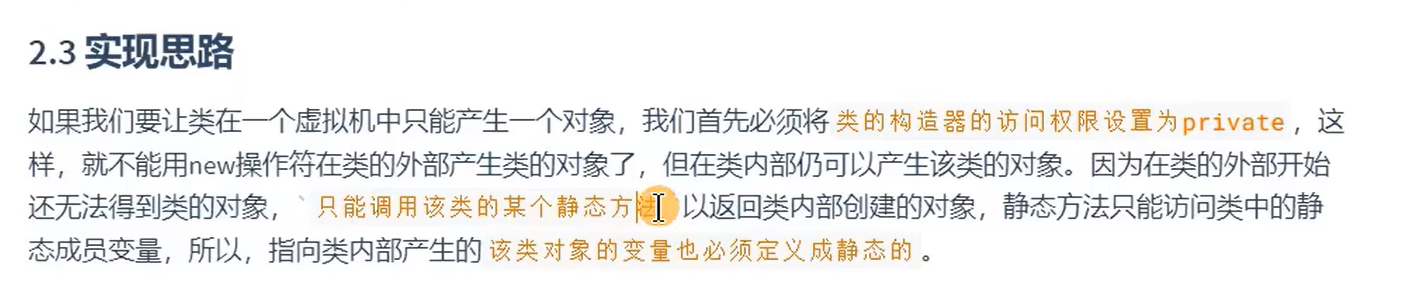 2.3 实现思路
如果我们要让类在一个虚拟机中只能产生一个对象，我们首先必须将 类的构造器的访问权限设置为private ，这
样，就不能用new操作符在类的外部产生类的对象了，但在类内部仍可以产生该类的对象。因为在类的外部开始
还无法得到类的对象，` 只能调用该类的某个静态方法 以返回类内部创建的对象，静态方法只能访问类中的静
态成员变量，所以，指向类内部产生的 该类对象的变量也必须定义成静态的 。